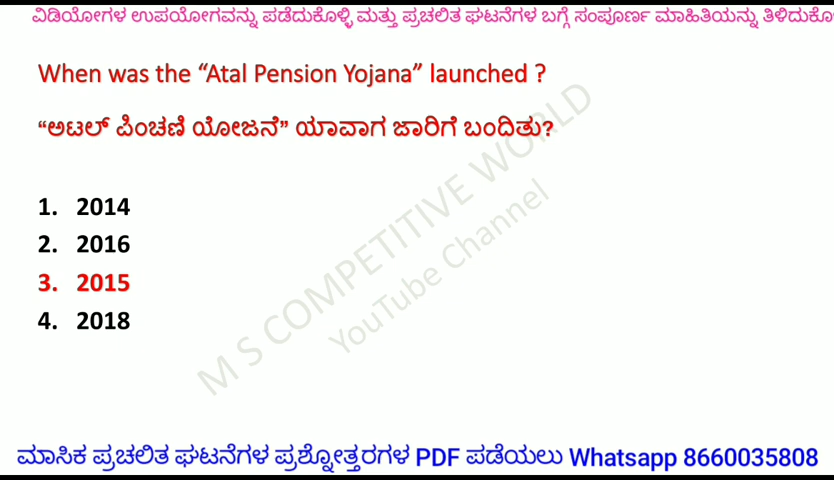 ವಿಡಿಯೋಗಳ ಉಪಯೋಗವನ್ನು ಪಡೆದುಕೊಳ್ಳಿ ಮತ್ತು ಪ್ರಚಲಿತ ಘಟನೆಗಳ ಬಗ್ಗೆ ಸಂಪೂರ್ಣ ಮಾಹಿತಿಯನ್ನು
When was the “Atal Pension Yojana” launched ?
“ಅಟಲ್ ಪಿಂಚಣಿ ಯೋಜನೆ” ಯಾವಾಗ ಜಾರಿಗೆ ಬಂದಿತು?
1. 2014
2. 2016
3. 2015
4. 2018
M S COMPETITIVE WORLD
YouTube Channel
ಮಾಸಿಕ ಪ್ರಚಲಿತ ಘಟನೆಗಳ ಪ್ರಶ್ನೋತ್ತರಗಳ PDF ಪಡೆಯಲು Whatsapp 8660035808